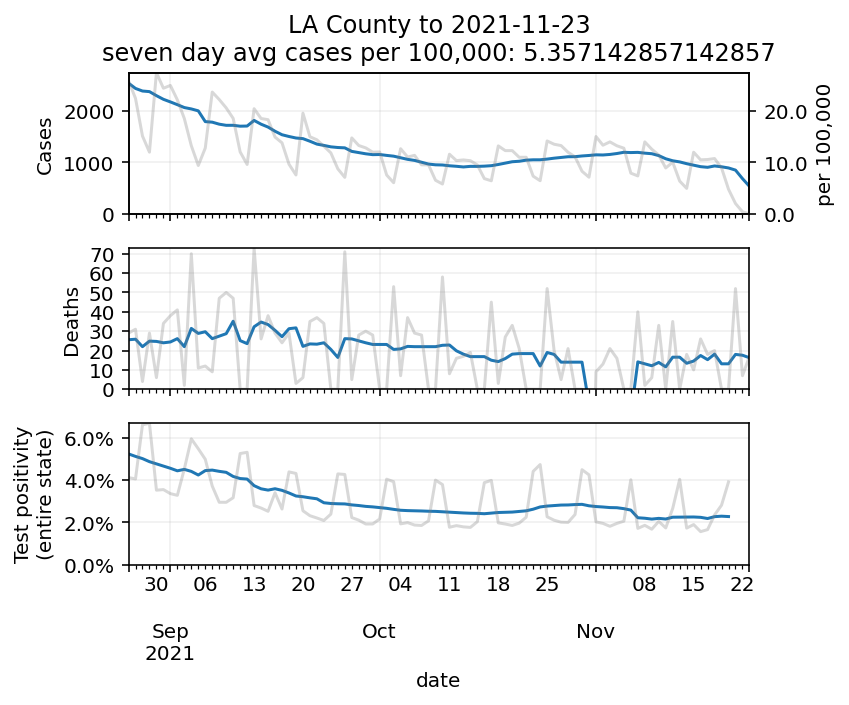 LA County to 2021-11-23
seven day avg cases per 100,000: 5.357142857142857
Cases
2000
1000
0
per 100,000
20.0
10.0
0.0
Deaths
70
60
50
40
30
20
10
0
Test positivity
(entire state)
6.0%
4.0%
2.0%
0.0%
30 06 13 20 27 04 11 18 25 08 15 22
Sep Oct Nov
2021
date